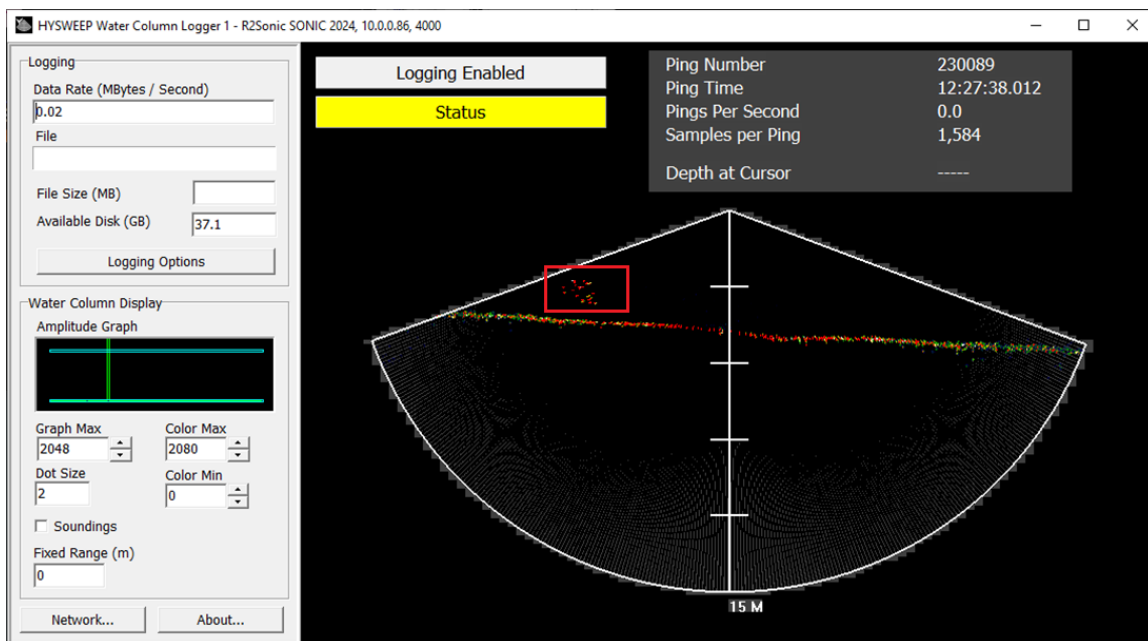 HYSWEEP Water Column Logger 1 - R2Sonic SONIC 2024, 10.0.0.86, 4000
Logging
Data Rate (MBytes / Second)
0.02
File
File Size (MB)
Available Disk (GB) 37.1
Logging Options
Water Column Display
Amplitude Graph
Graph Max Color Max
2048 2080
Dot Size Color Min
2 0
Soundings
Fixed Range (m)
0
Network... About...
Logging Enabled
Status
Ping Number 230089
Ping Time 12:27:38.012
Pings Per Second 0.0
Samples per Ping 1,584
Depth at Cursor -----
15 M